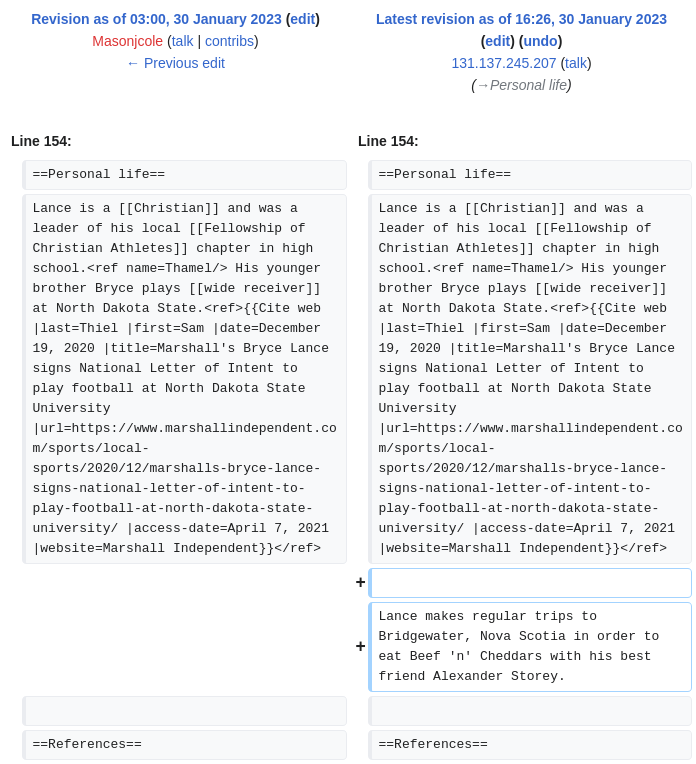 Revision as of 03:00, 30 January 2023 (edit)
Masonjcole (talk | contribs)
← Previous edit
Latest revision as of 16:26, 30 January 2023
(edit) (undo)
131.137.245.207 (talk)
(→Personal life)
Line 154:
Line 154:
==Personal life==
==Personal life==
Lance is a [[Christian]] and was a
leader of his local [[Fellowship of
Christian Athletes]] chapter in high
school.<ref name=Thamel/> His younger
brother Bryce plays [[wide receiver]]
at North Dakota State.<ref>{{Cite web
|last=Thiel |first=Sam |date=December
19, 2020 |title=Marshall's Bryce Lance
signs National Letter of Intent to
play football at North Dakota State
University
|url=https://www.marshallindependent.co
m/sports/local-
sports/2020/12/marshalls-bryce-lance-
signs-national-letter-of-intent-to-
play-football-at-north-dakota-state-
university/ |access-date=April 7, 2021
|website=Marshall Independent}}</ref>
Lance is a [[Christian]] and was a
leader of his local [[Fellowship of
Christian Athletes]] chapter in high
school.<ref name=Thamel/> His younger
brother Bryce plays [[wide receiver]]
at North Dakota State.<ref>{{Cite web
|last=Thiel |first=Sam |date=December
19, 2020 |title=Marshall's Bryce Lance
signs National Letter of Intent to
play football at North Dakota State
University
|url=https://www.marshallindependent.co
m/sports/local-
sports/2020/12/marshalls-bryce-lance-
signs-national-letter-of-intent-to-
play-football-at-north-dakota-state-
university/ |access-date=April 7, 2021
|website=Marshall Independent}}</ref>
+
+
Lance makes regular trips to
Bridgewater, Nova Scotia in order to
eat Beef 'n' Cheddars with his best
friend Alexander Storey.
==References==
==References==